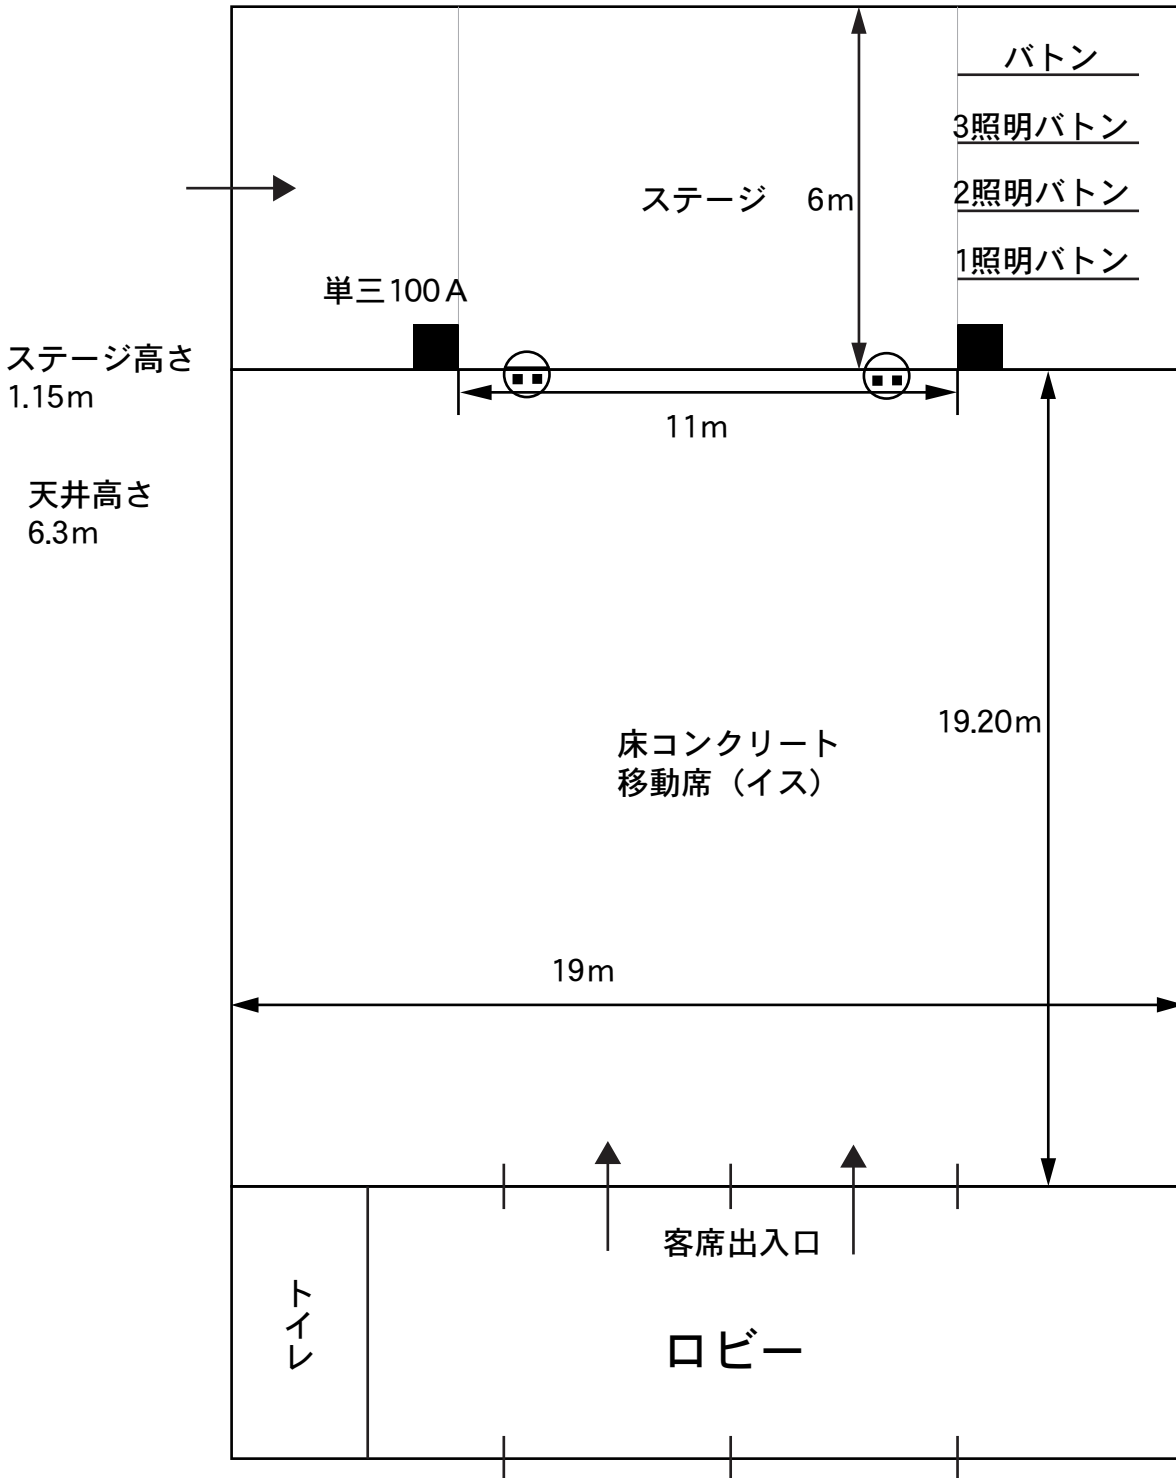 バトン
3照明バトン
ステージ 6m
2照明バトン
1照明バトン
単三100A
ステージ高さ
1.15m
11m
天井高さ
6.3m
19.20m
床コンクリート
移動席（イス）
19m
客席出入口
トイレ
ロビー